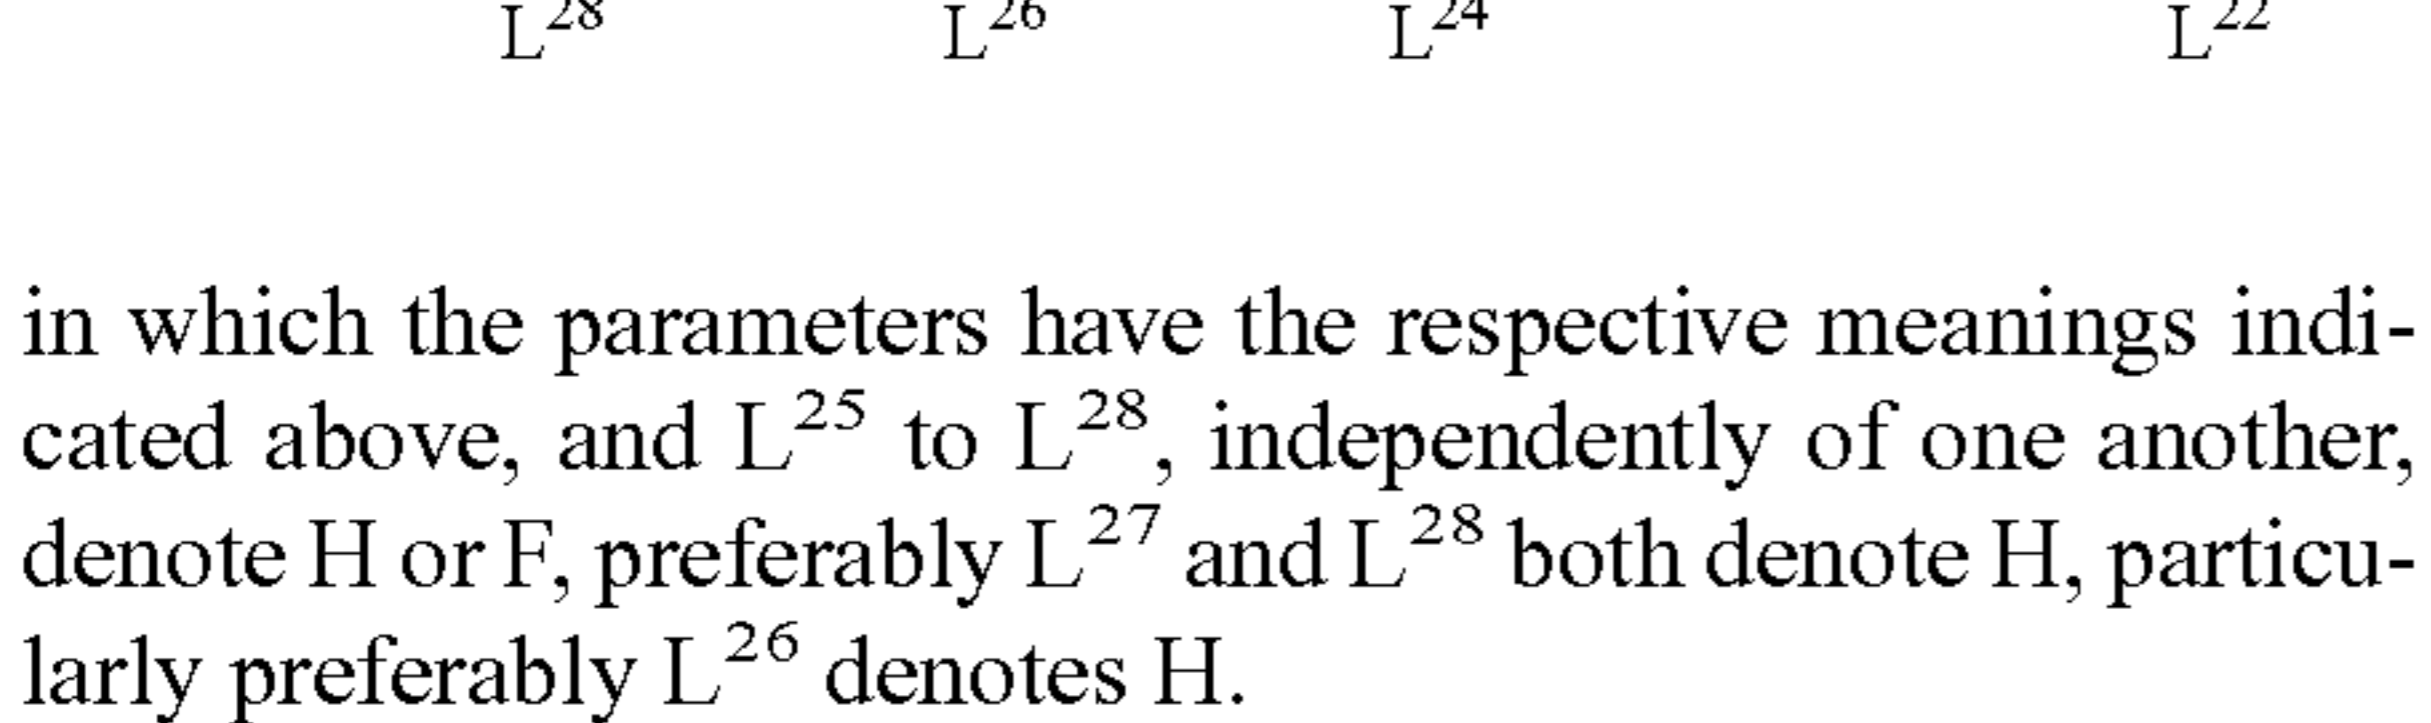 L²⁸ L²⁶ L²⁴ L²²
in which the parameters have the respective meanings indi-
cated above, and L²⁵ to L²⁸, independently of one another,
denote H or F, preferably L²⁷ and L²⁸ both denote H, particu-
larly preferably L²⁶ denotes H.